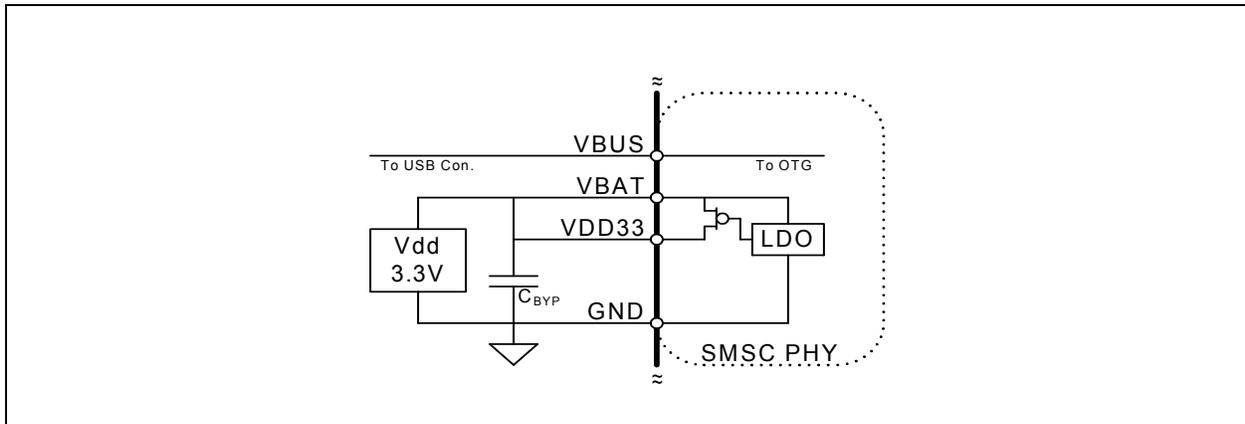 VBUS
To USB Con.
To OTG
VBAT
VDD33
Vdd
3.3V
LDO
CBYP
GND
SMSC PHY